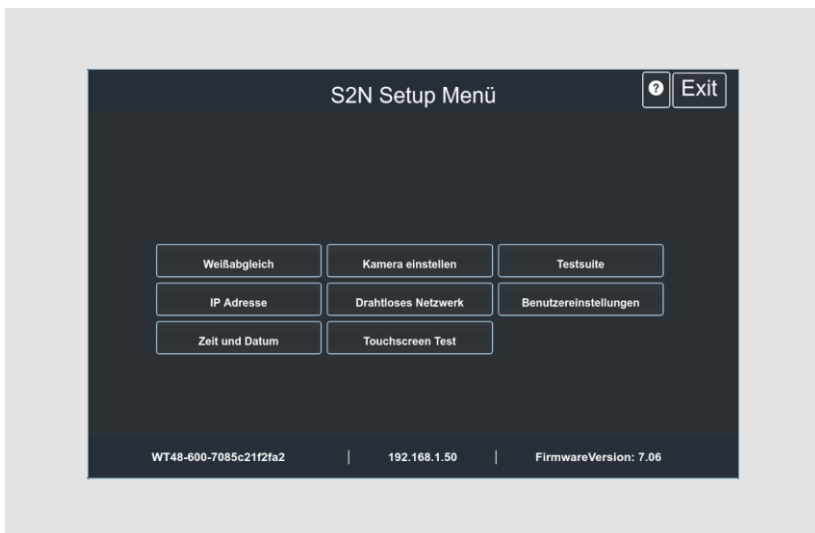 S2N Setup Menü
? Exit
Weißabgleich Kamera einstellen Testsuite
IP Adresse Drahtloses Netzwerk Benutzereinstellungen
Zeit und Datum Touchscreen Test
WT48-600-7085c21f2fa2 | 192.168.1.50 | FirmwareVersion: 7.06